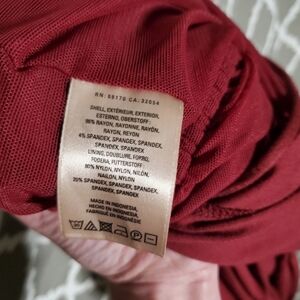 RN: 88170 CA: 32054
SHELL, EXTÉRIEUR, EXTERIOR,
ESTERNO, OBERSTOFF:
96% RAYON, RAYONNE, RAYÓN,
RAYON, REYON
4% SPANDEX, SPANDEX, SPANDEX,
SPANDEX, SPANDEX
LINING, DOUBLURE, FORRO,
FODERA, FUTTERSTOFF:
80% NYLON, NYLON, NILÓN,
NAILON, NYLON
20% SPANDEX, SPANDEX, SPANDEX,
SPANDEX, SPANDEX
MADE IN INDONESIA,
HECHO EN INDONESIA,
FABRIQUÉ EN INDONÉSIE